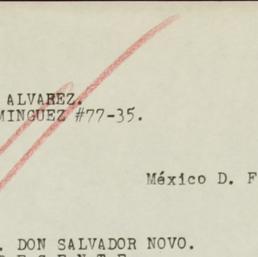 ALVAREZ.
MINGUEZ #77-35.
México D. F
. DON SALVADOR NOVO.
R E S E N T E